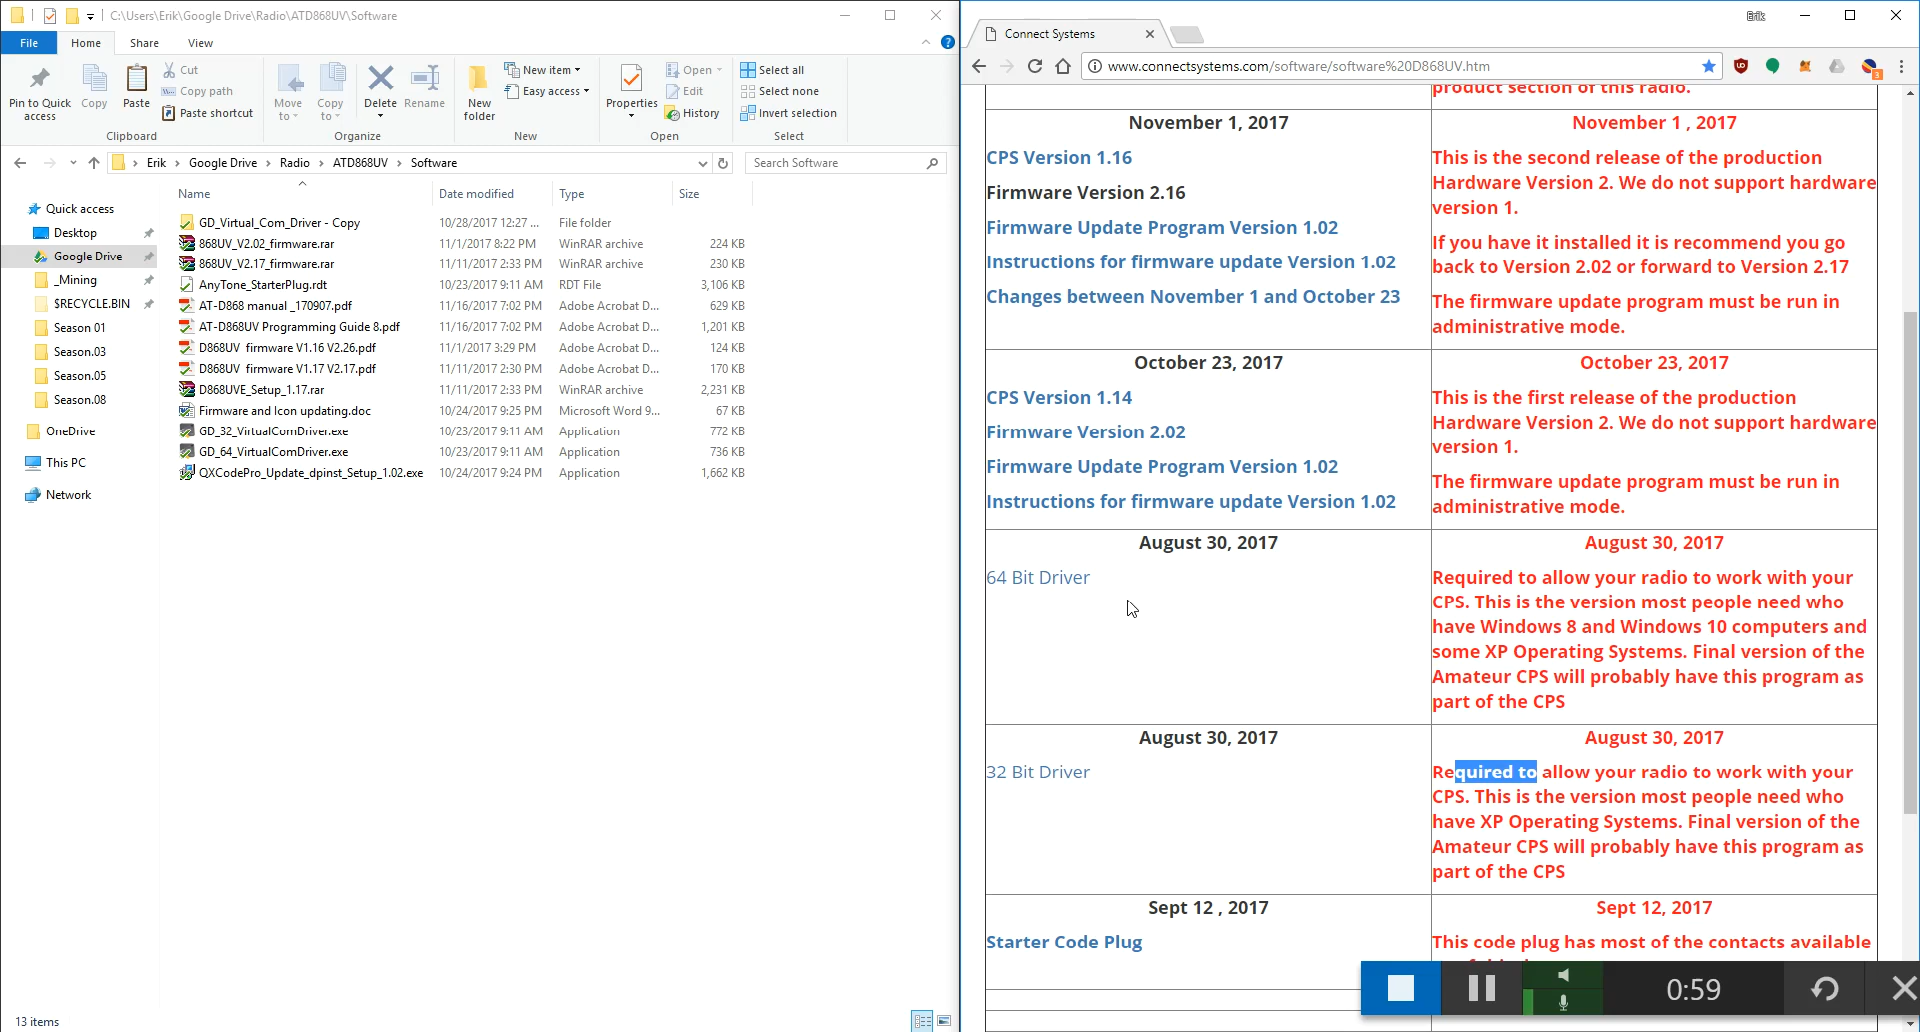 C:\Users\Erik\Google Drive\Radio\ATD868UV\Software
File Home Share View
Pin to Quick access
Copy
Paste
Cut
Copy path
Paste shortcut
Clipboard
Move to
Copy to
Delete
Rename
Organize
New folder
New item
Easy access
New
Properties
Open
Edit
History
Open
Select all
Select none
Invert selection
Select
Erik > Google Drive > Radio > ATD868UV > Software
Search Software
Quick access
Desktop
Google Drive
_Mining
$RECYCLE.BIN
Season 01
Season.03
Season.05
Season.08
OneDrive
This PC
Network
Name Date modified Type Size
GD_Virtual_Com_Driver - Copy 10/28/2017 12:27 ... File folder
868UV_V2.02_firmware.rar 11/1/2017 8:22 PM WinRAR archive 224 KB
868UV_V2.17_firmware.rar 11/11/2017 2:33 PM WinRAR archive 230 KB
AnyTone_StarterPlug.rdt 10/23/2017 9:11 AM RDT File 3,106 KB
AT-D868 manual _170907.pdf 11/16/2017 7:02 PM Adobe Acrobat D... 629 KB
AT-D868UV Programming Guide 8.pdf 11/16/2017 7:02 PM Adobe Acrobat D... 1,201 KB
D868UV firmware V1.16 V2.26.pdf 11/1/2017 3:29 PM Adobe Acrobat D... 124 KB
D868UV firmware V1.17 V2.17.pdf 11/11/2017 2:30 PM Adobe Acrobat D... 170 KB
D868UVE_Setup_1.17.rar 11/11/2017 2:33 PM WinRAR archive 2,231 KB
Firmware and Icon updating.doc 10/24/2017 9:25 PM Microsoft Word 9... 67 KB
GD_32_VirtualComDriver.exe 10/23/2017 9:11 AM Application 772 KB
GD_64_VirtualComDriver.exe 10/23/2017 9:11 AM Application 736 KB
QXCodePro_Update_dpinst_Setup_1.02.exe 10/24/2017 9:24 PM Application 1,662 KB
13 items
Erik
Connect Systems
www.connectsystems.com/software/software%20D868UV.htm
3
product section of this radio.
November 1, 2017
CPS Version 1.16
Firmware Version 2.16
Firmware Update Program Version 1.02
Instructions for firmware update Version 1.02
Changes between November 1 and October 23
November 1 , 2017
This is the second release of the production
Hardware Version 2. We do not support hardware
version 1.
If you have it installed it is recommend you go
back to Version 2.02 or forward to Version 2.17
The firmware update program must be run in
administrative mode.
October 23, 2017
CPS Version 1.14
Firmware Version 2.02
Firmware Update Program Version 1.02
Instructions for firmware update Version 1.02
October 23, 2017
This is the first release of the production
Hardware Version 2. We do not support hardware
version 1.
The firmware update program must be run in
administrative mode.
August 30, 2017
64 Bit Driver
August 30, 2017
Required to allow your radio to work with your
CPS. This is the version most people need who
have Windows 8 and Windows 10 computers and
some XP Operating Systems. Final version of the
Amateur CPS will probably have this program as
part of the CPS
August 30, 2017
32 Bit Driver
August 30, 2017
Required to allow your radio to work with your
CPS. This is the version most people need who
have XP Operating Systems. Final version of the
Amateur CPS will probably have this program as
part of the CPS
Sept 12 , 2017
Starter Code Plug
Sept 12, 2017
This code plug has most of the contacts available
0:59